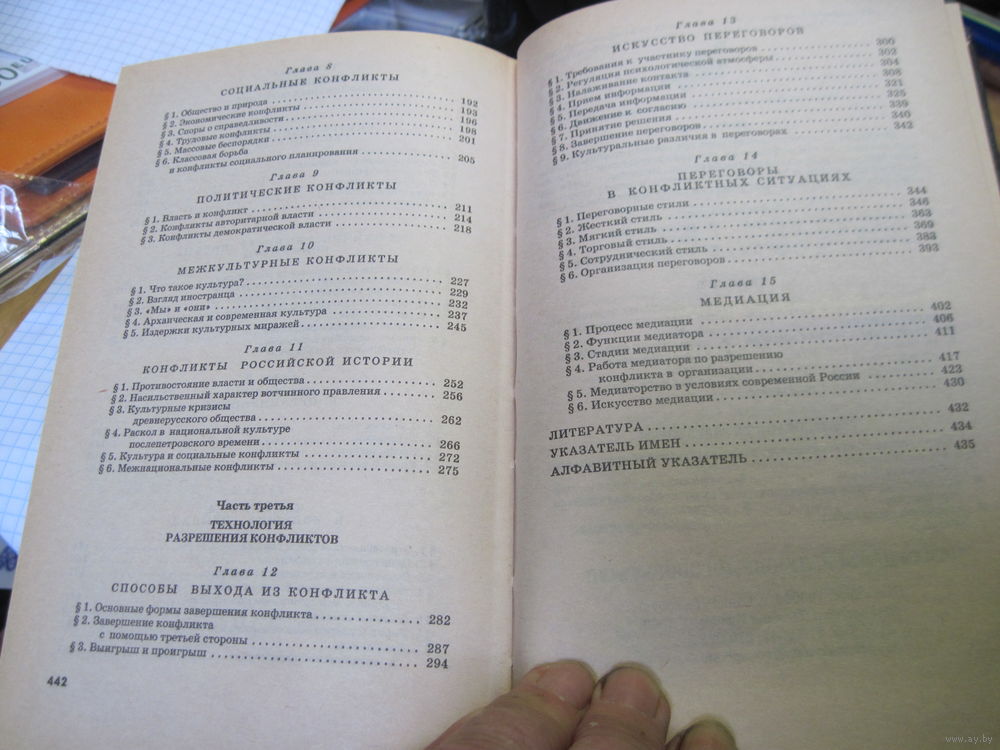 Глава 8
СОЦИАЛЬНЫЕ КОНФЛИКТЫ
§ 1. Общество и природа 192
§ 2. Экономические конфликты 193
§ 3. Споры о справедливости 196
§ 4. Трудовые конфликты 198
§ 5. Массовые беспорядки 201
§ 6. Классовая борьба
и конфликты социального планирования 205
Глава 9
ПОЛИТИЧЕСКИЕ КОНФЛИКТЫ
§ 1. Власть и конфликт 211
§ 2. Конфликты авторитарной власти 214
§ 3. Конфликты демократической власти 218
Глава 10
МЕЖКУЛЬТУРНЫЕ КОНФЛИКТЫ
§ 1. Что такое культура? 227
§ 2. Взгляд иностранца 229
§ 3. «Мы» и «они» 232
§ 4. Архаическая и современная культура 237
§ 5. Издержки культурных миражей 245
Глава 11
КОНФЛИКТЫ РОССИЙСКОЙ ИСТОРИИ
§ 1. Противостояние власти и общества 252
§ 2. Насильственный характер вотчинного правления 256
§ 3. Культурные кризисы
древнерусского общества 262
§ 4. Раскол в национальной культуре
послепетровского времени 266
§ 5. Культура и социальные конфликты 272
§ 6. Межнациональные конфликты 275
Часть третья
ТЕХНОЛОГИЯ
РАЗРЕШЕНИЯ КОНФЛИКТОВ
Глава 12
СПОСОБЫ ВЫХОДА ИЗ КОНФЛИКТА
§ 1. Основные формы завершения конфликта 282
§ 2. Завершение конфликта
с помощью третьей стороны 287
§ 3. Выигрыш и проигрыш 294
442
Глава 13
ИСКУССТВО ПЕРЕГОВОРОВ
§ 1. Требования к участнику переговоров 300
§ 2. Регуляция психологической атмосферы 302
§ 3. Налаживание контакта 304
§ 4. Прием информации 308
§ 5. Передача информации 321
§ 6. Движение к согласию 325
§ 7. Принятие решения 339
§ 8. Завершение переговоров 340
§ 9. Культуральные различия в переговорах 342
Глава 14
ПЕРЕГОВОРЫ
В КОНФЛИКТНЫХ СИТУАЦИЯХ
§ 1. Переговорные стили 344
§ 2. Жесткий стиль 346
§ 3. Мягкий стиль 363
§ 4. Торговый стиль 369
§ 5. Сотруднический стиль 383
§ 6. Организация переговоров 393
Глава 15
МЕДИАЦИЯ
§ 1. Процесс медиации 402
§ 2. Функции медиатора 406
§ 3. Стадии медиации 411
§ 4. Работа медиатора по разрешению
конфликта в организации 417
§ 5. Медиаторство в условиях современной России 423
§ 6. Искусство медиации 430
ЛИТЕРАТУРА 432
УКАЗАТЕЛЬ ИМЕН 434
АЛФАВИТНЫЙ УКАЗАТЕЛЬ 435
www.ay.by